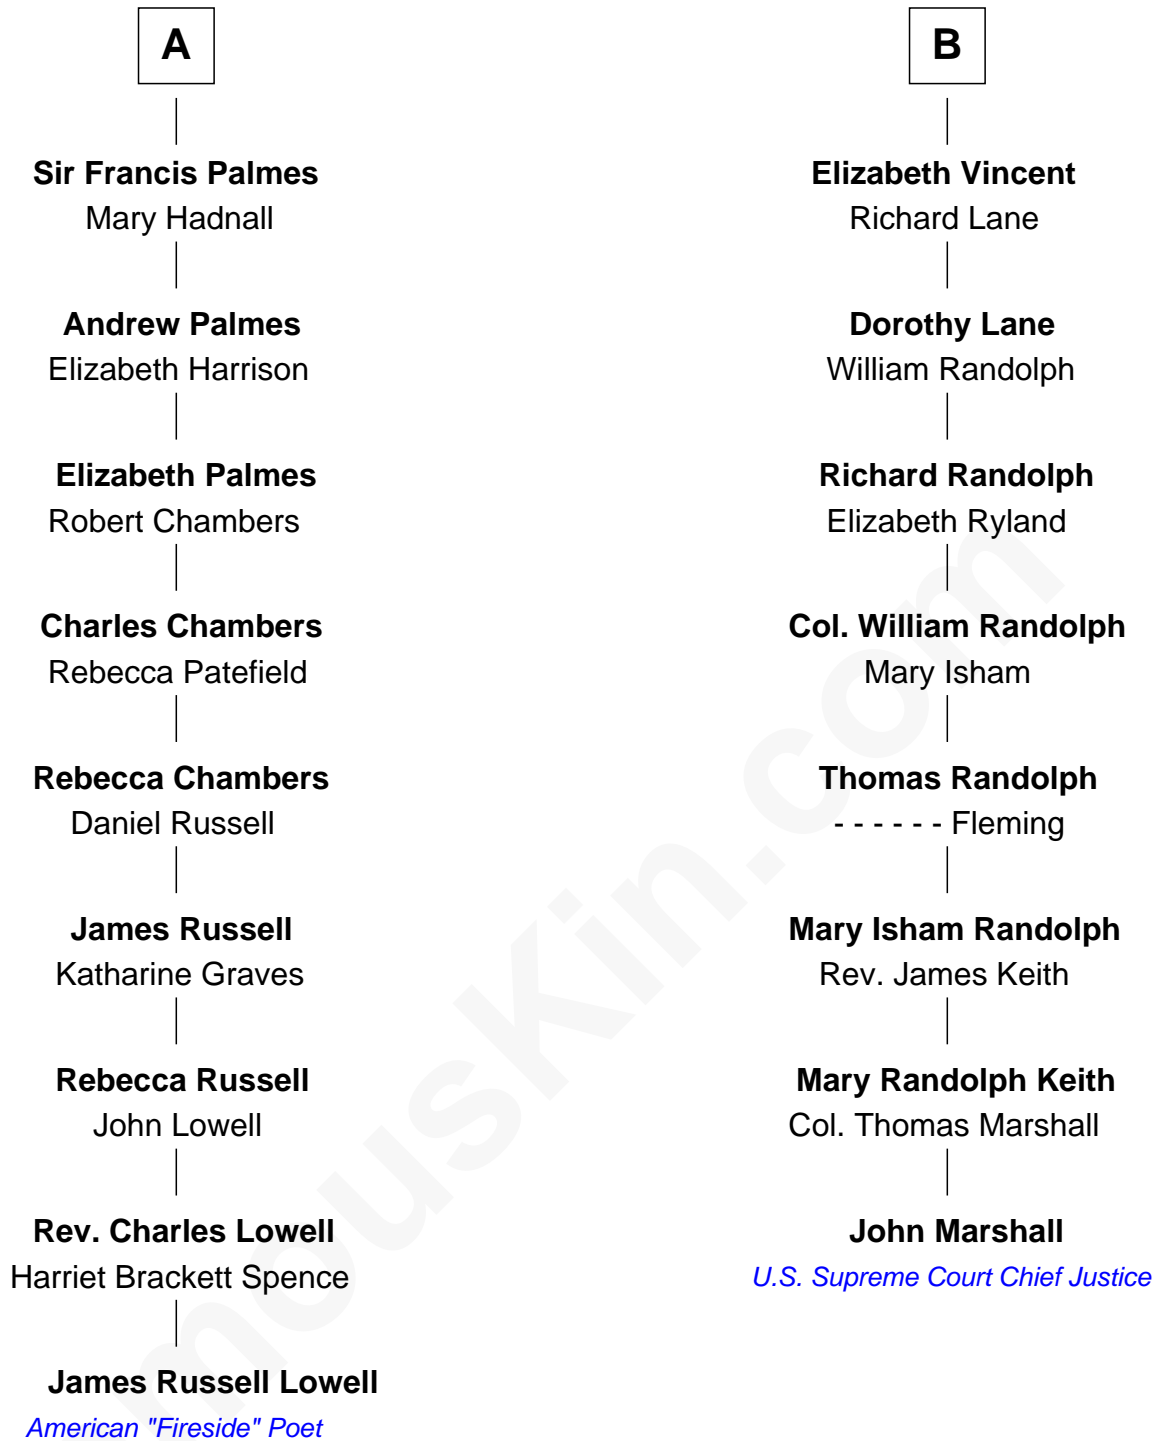 A
Sir Francis Palmes
Mary Hadnall
Andrew Palmes
Elizabeth Harrison
Elizabeth Palmes
Robert Chambers
Charles Chambers
Rebecca Patefield
Rebecca Chambers
Daniel Russell
James Russell
Katharine Graves
Rebecca Russell
John Lowell
Rev. Charles Lowell
Harriet Brackett Spence
James Russell Lowell
American "Fireside" Poet
B
Elizabeth Vincent
Richard Lane
Dorothy Lane
William Randolph
Richard Randolph
Elizabeth Ryland
Col. William Randolph
Mary Isham
Thomas Randolph
- - - - - - Fleming
Mary Isham Randolph
Rev. James Keith
Mary Randolph Keith
Col. Thomas Marshall
John Marshall
U.S. Supreme Court Chief Justice
mousKin.com